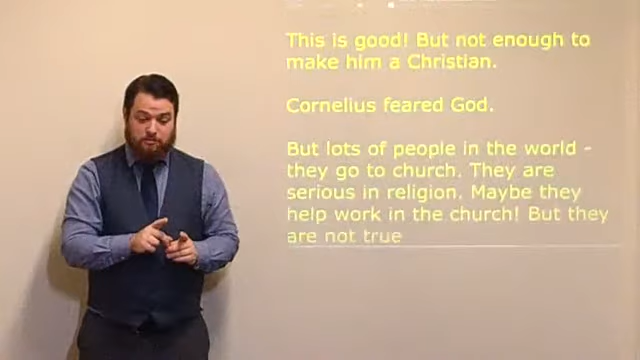 This is good! But not enough to
make him a Christian.
Cornelius feared God.
But lots of people in the world -
they go to church. They are
serious in religion. Maybe they
help work in the church! But they
are not true